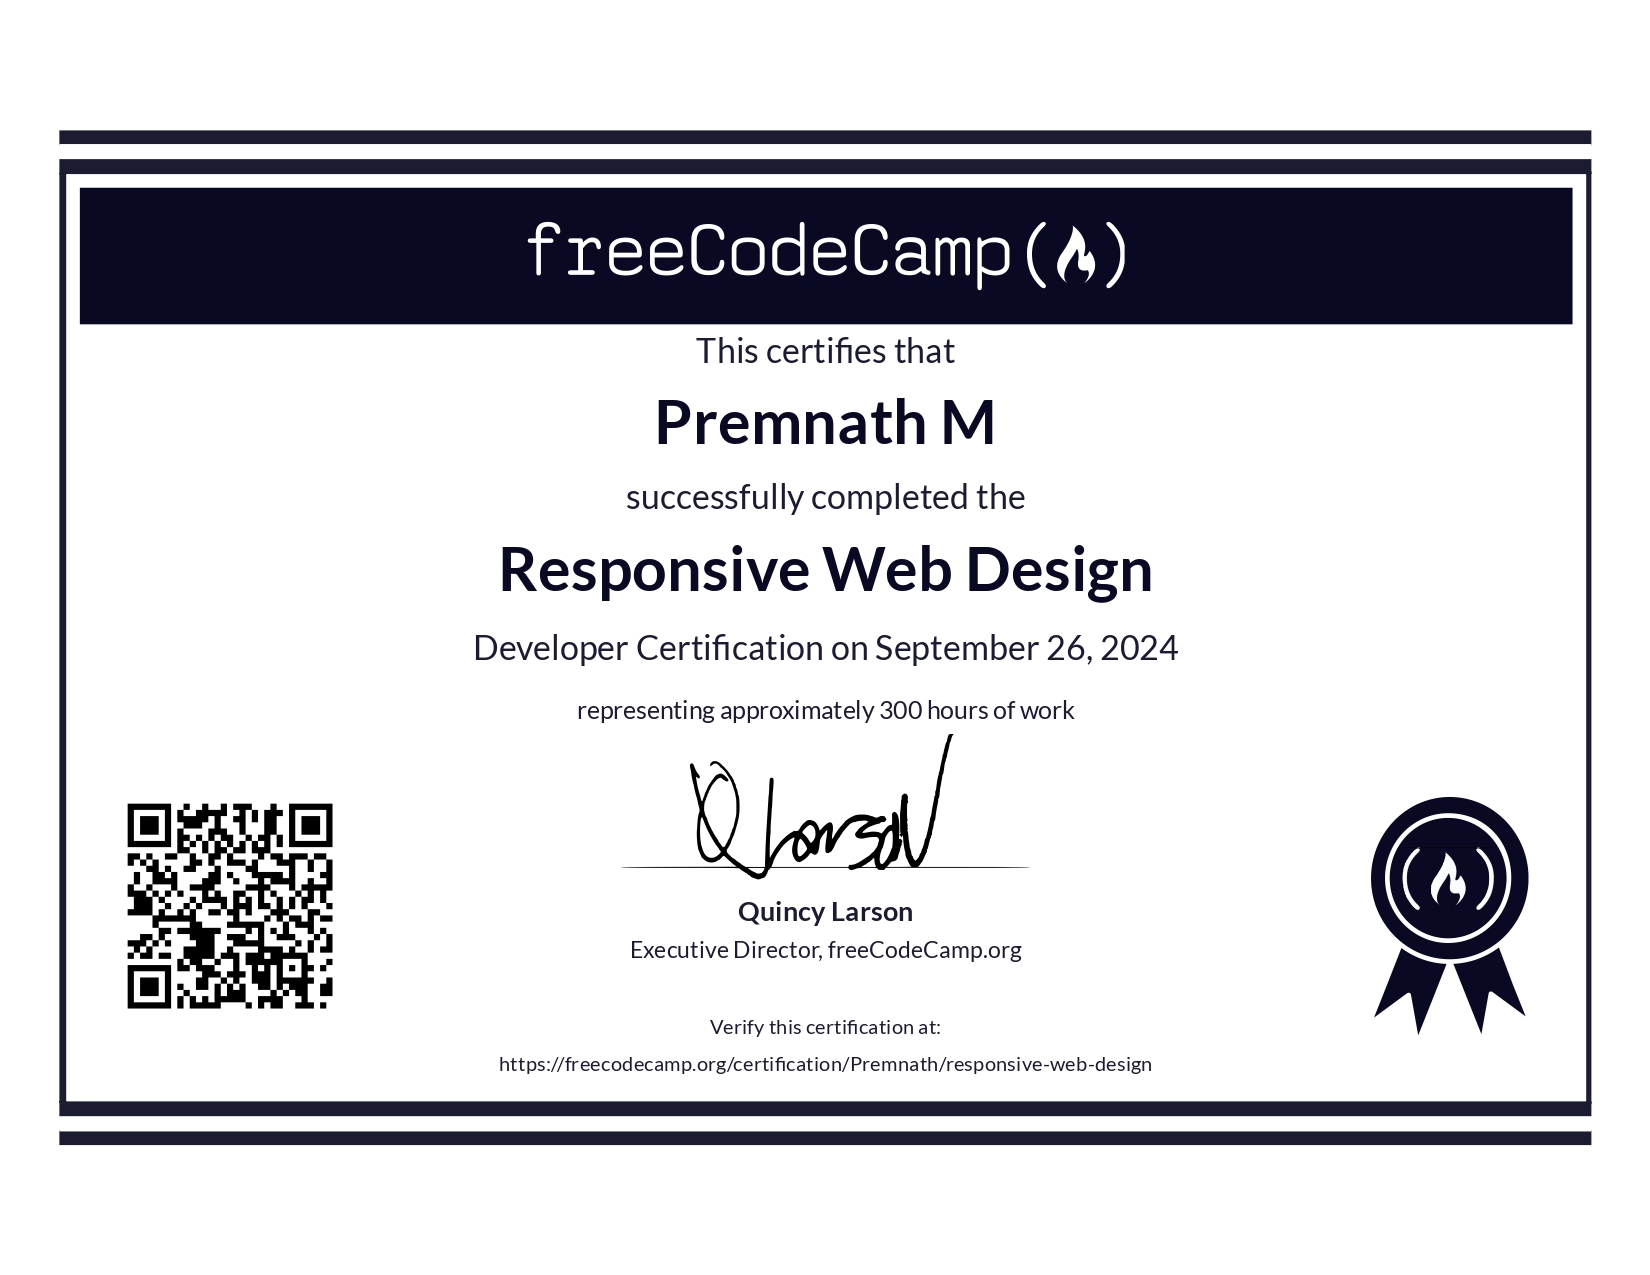 freeCodeCamp
This certifies that
Premnath M
successfully completed the
Responsive Web Design
Developer Certification on September 26, 2024
representing approximately 300 hours of work
QLarson
Quincy Larson
Executive Director, freeCodeCamp.org
Verify this certification at:
https://freecodecamp.org/certification/Premnath/responsive-web-design